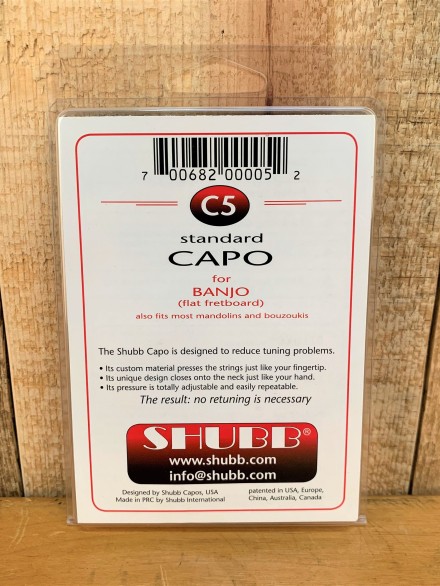 7 00682 00005 2
C5
standard
CAPO
for
BANJO
(flat fretboard)
also fits most mandolins and bouzoukis
The Shubb Capo is designed to reduce tuning problems.
• Its custom material presses the strings just like your fingertip.
• Its unique design closes onto the neck just like your hand.
• Its pressure is totally adjustable and easily repeatable.
The result: no retuning is necessary
SHUBB®
www.shubb.com
info@shubb.com
Designed by Shubb Capos, USA
Made in PRC by Shubb International
patented in USA, Europe,
China, Australia, Canada